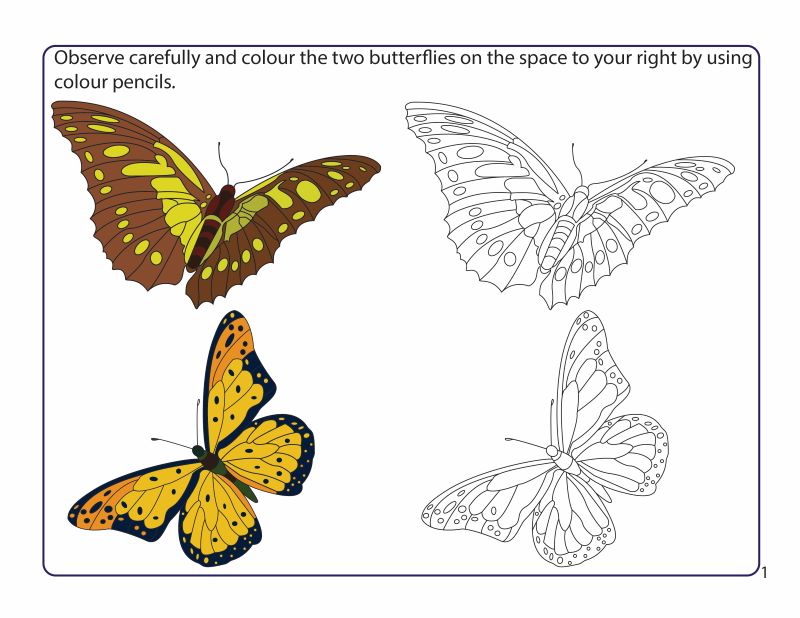 Observe carefully and colour the two butterflies on the space to your right by using
colour pencils.
1